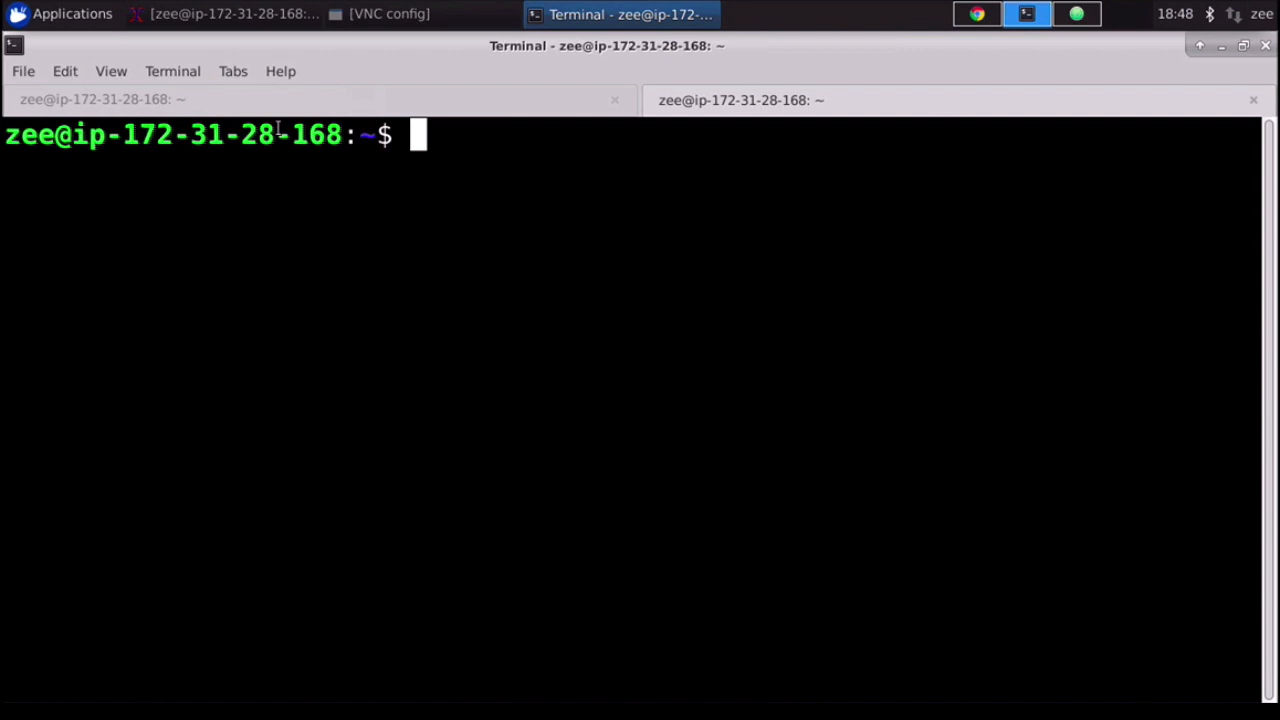 Applications [zee@ip-172-31-28-168:... [VNC config] Terminal - zee@ip-172-... 18:48 zee
Terminal - zee@ip-172-31-28-168: ~
File Edit View Terminal Tabs Help
zee@ip-172-31-28-168: ~ zee@ip-172-31-28-168: ~
zee@ip-172-31-28-168:~$